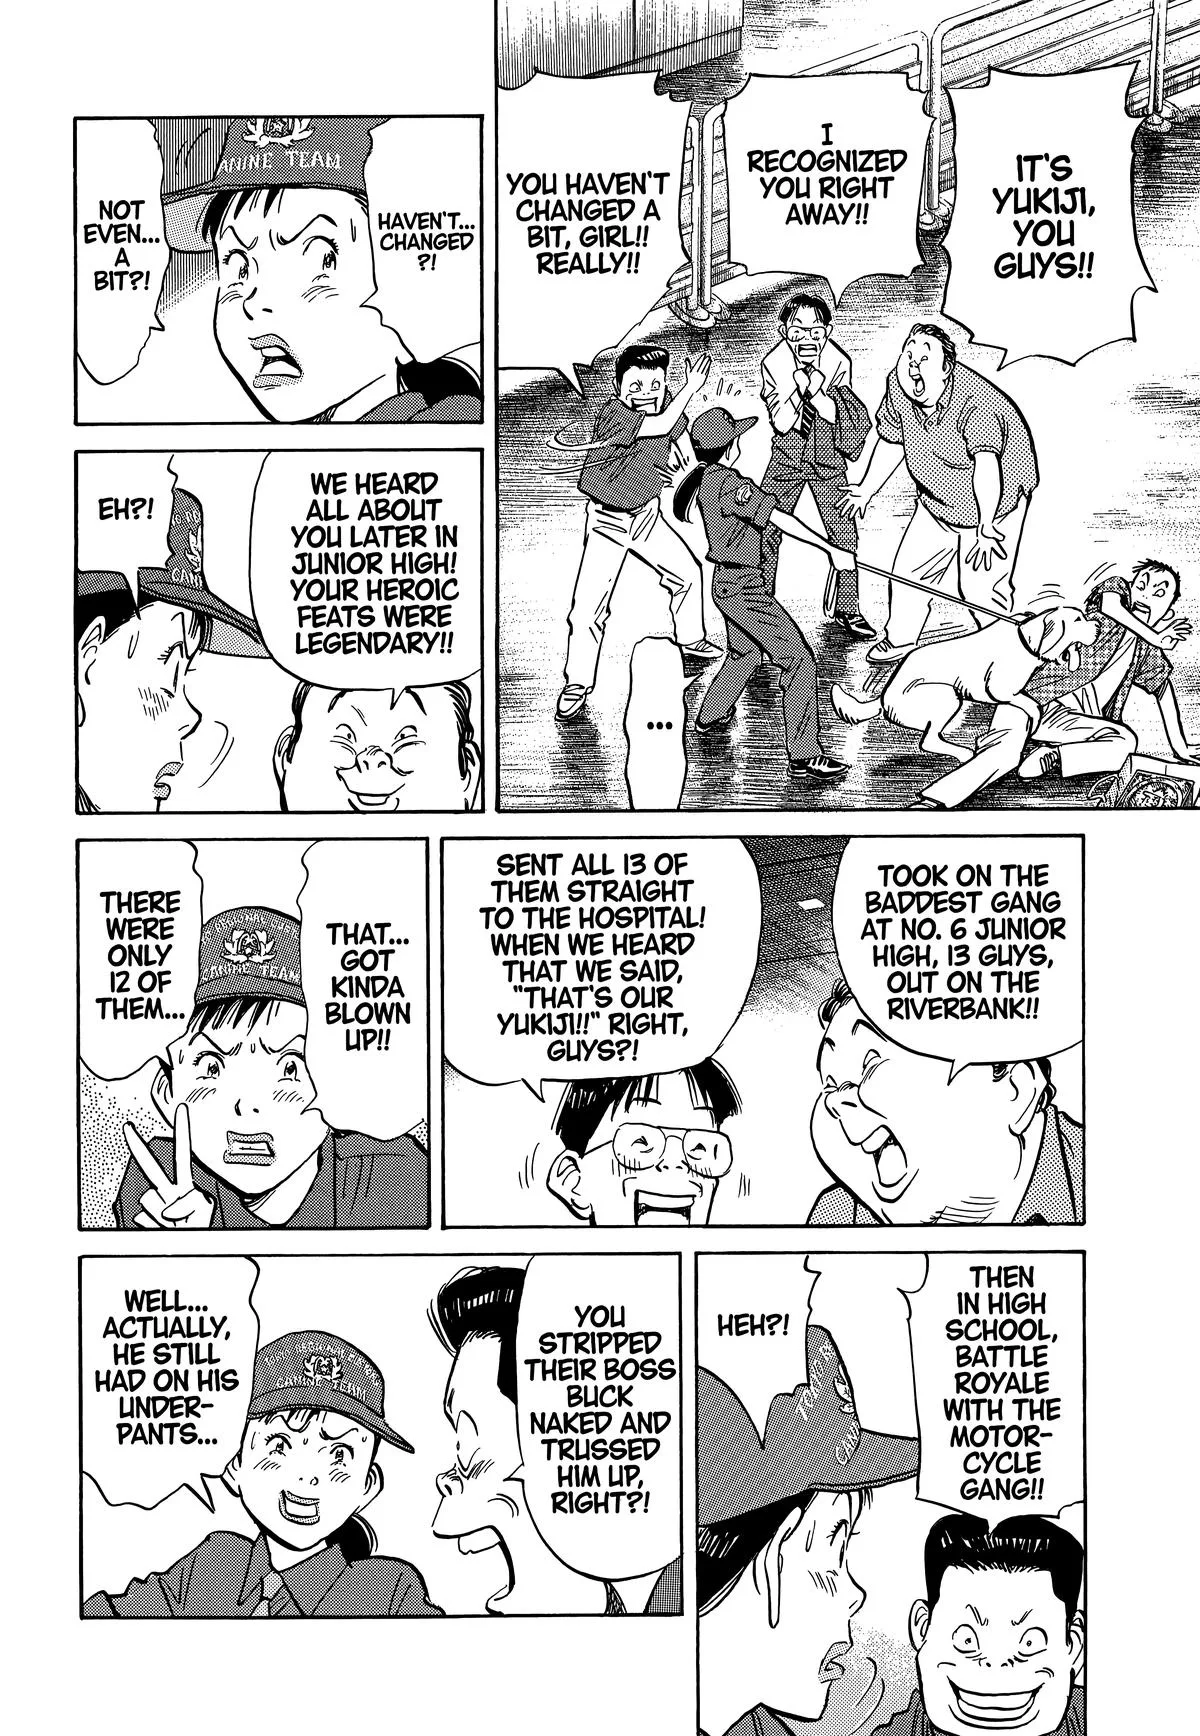 IT'S
YUKIJI,
YOU
GUYS!!
I
RECOGNIZED
YOU RIGHT
AWAY!!
YOU HAVEN'T
CHANGED A
BIT, GIRL!!
REALLY!!
...
HAVEN'T...
CHANGED
?!
NOT
EVEN...
A
BIT?!
CANINE TEAM
WE HEARD
ALL ABOUT
YOU LATER IN
JUNIOR HIGH!
YOUR HEROIC
FEATS WERE
LEGENDARY!!
EH?!
TOOK ON THE
BADDEST GANG
AT NO. 6 JUNIOR
HIGH, 13 GUYS,
OUT ON THE
RIVERBANK!!
SENT ALL 13 OF
THEM STRAIGHT
TO THE HOSPITAL!
WHEN WE HEARD
THAT WE SAID,
"THAT'S OUR
YUKIJI!!" RIGHT,
GUYS?!
THAT...
GOT
KINDA
BLOWN
UP!!
THERE
WERE
ONLY
12 OF
THEM...
CANINE TEAM
THEN
IN HIGH
SCHOOL,
BATTLE
ROYALE
WITH THE
MOTOR-
CYCLE
GANG!!
HEH?!
YOU
STRIPPED
THEIR BOSS
BUCK
NAKED AND
TRUSSED
HIM UP,
RIGHT?!
WELL...
ACTUALLY,
HE STILL
HAD ON HIS
UNDER-
PANTS...
CANINE TEAM